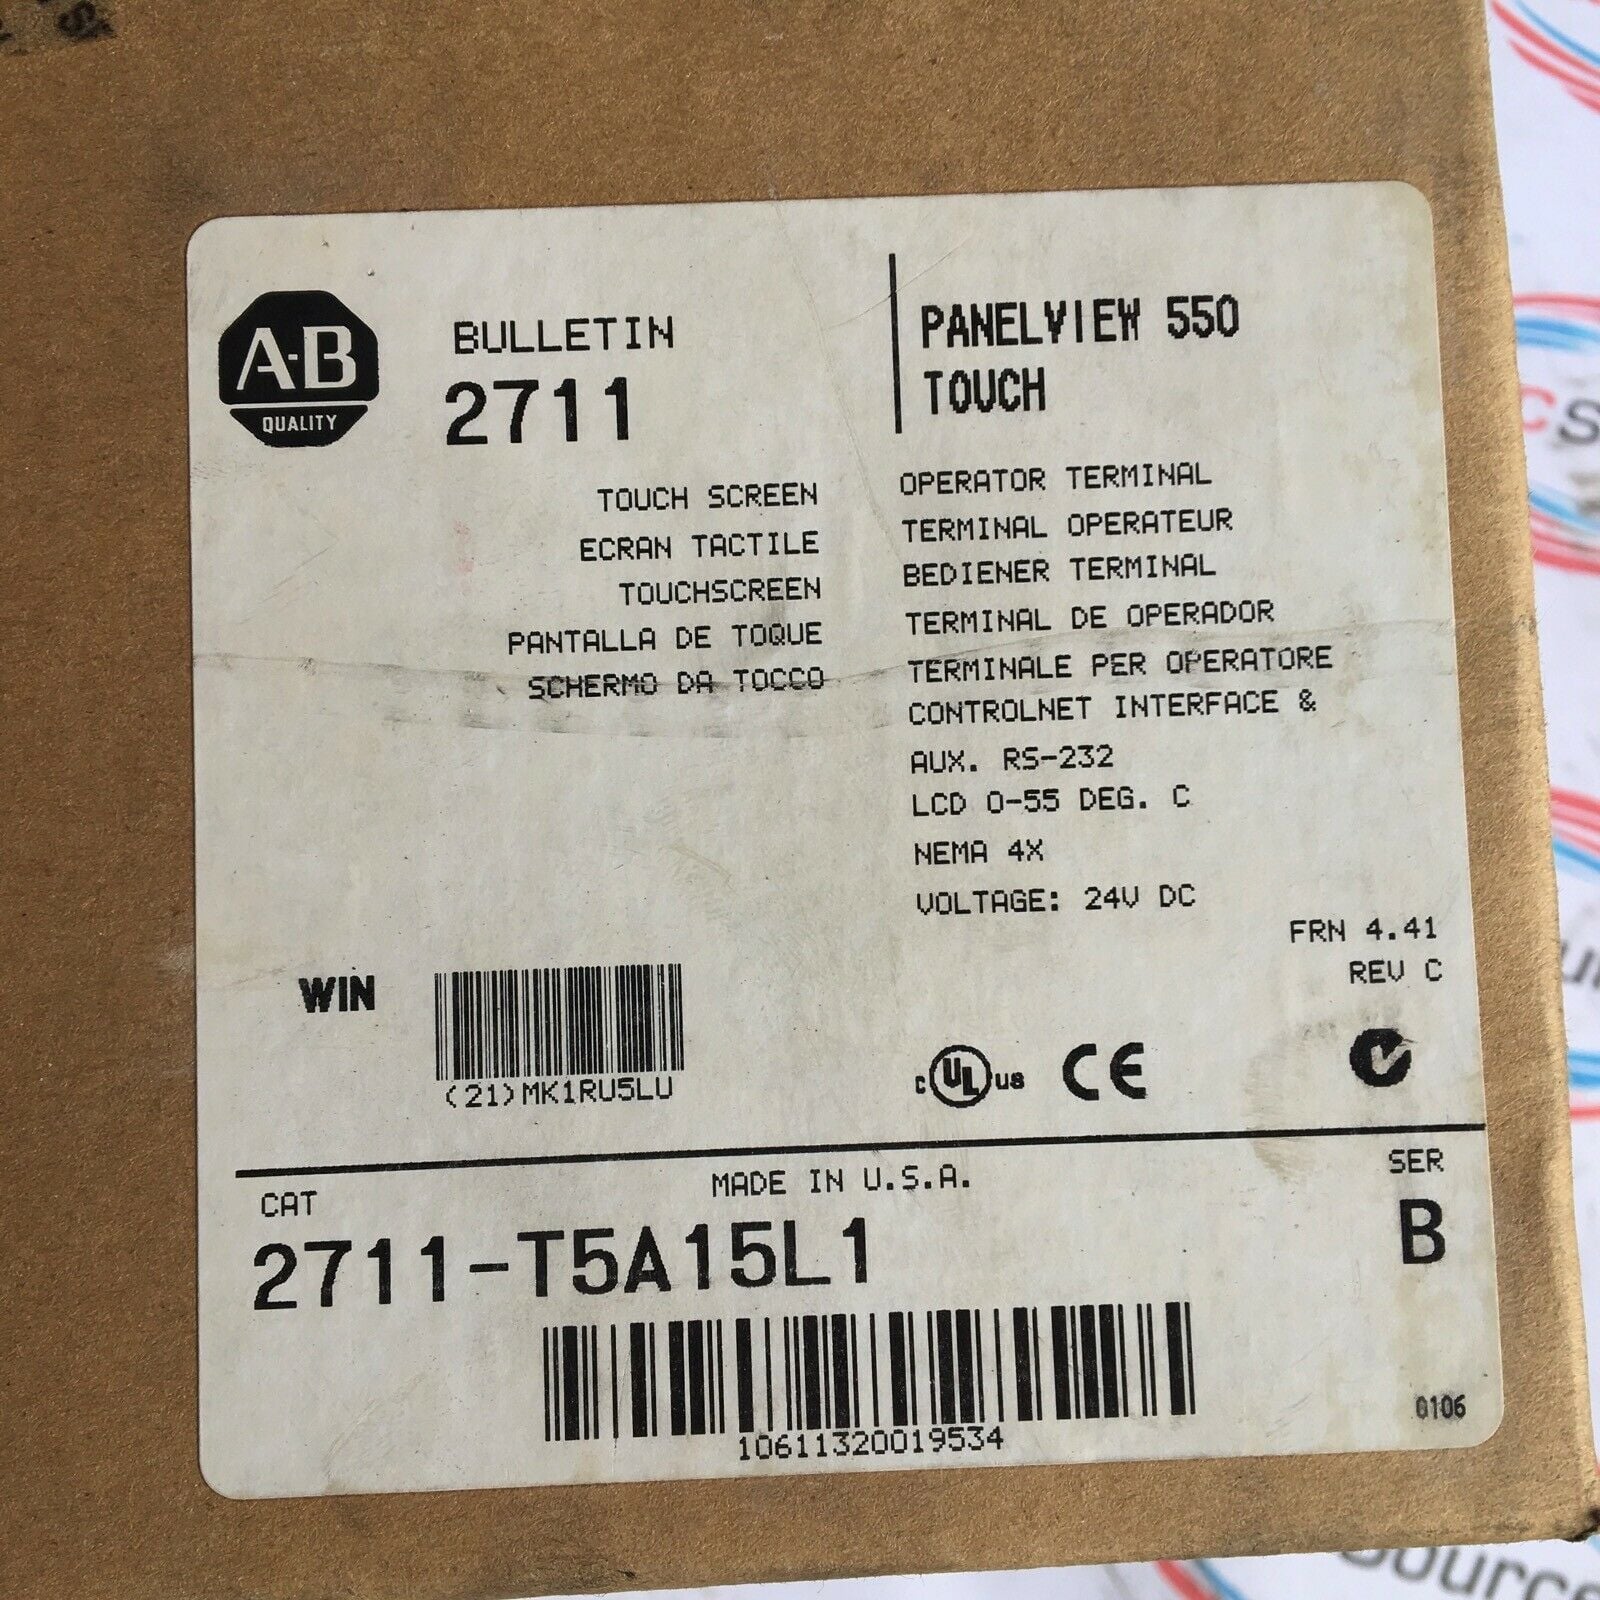 A-B
QUALITY
BULLETIN
2711
PANELVIEW 550
TOUCH
TOUCH SCREEN
ECRAN TACTILE
TOUCHSCREEN
PANTALLA DE TOQUE
SCHERMO DA TOCCO
OPERATOR TERMINAL
TERMINAL OPERATEUR
BEDIENER TERMINAL
TERMINAL DE OPERADOR
TERMINALE PER OPERATORE
CONTROLNET INTERFACE &
AUX. RS-232
LCD 0-55 DEG. C
NEMA 4X
VOLTAGE: 24V DC
FRN 4.41
REV C
WIN
(21)MK1RU5LU
c UL us CE
MADE IN U.S.A.
CAT
SER
2711-T5A15L1
B
10611320019534
0106